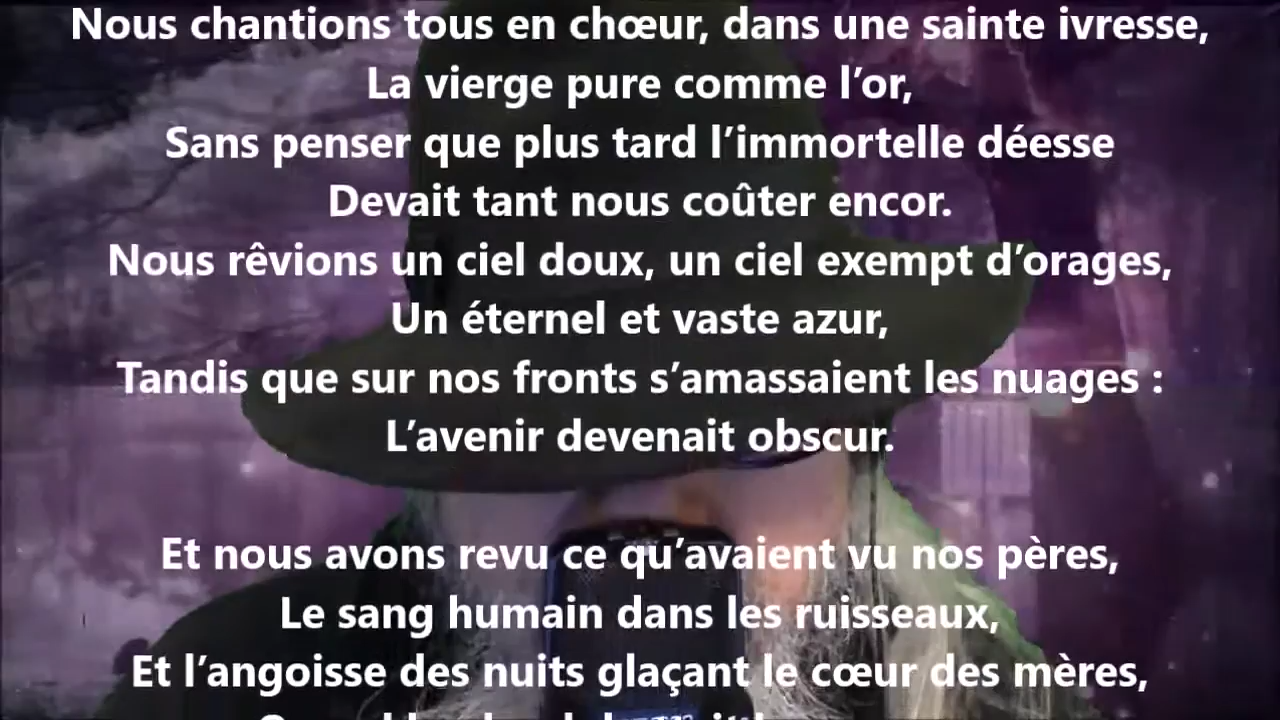 Nous chantions tous en chœur, dans une sainte ivresse,
La vierge pure comme l’or,
Sans penser que plus tard l’immortelle déesse
Devait tant nous coûter encor.
Nous rêvions un ciel doux, un ciel exempt d’orages,
Un éternel et vaste azur,
Tandis que sur nos fronts s’amassaient les nuages :
L’avenir devenait obscur.
Et nous avons revu ce qu’avaient vu nos pères,
Le sang humain dans les ruisseaux,
Et l’angoisse des nuits glaçant le cœur des mères,